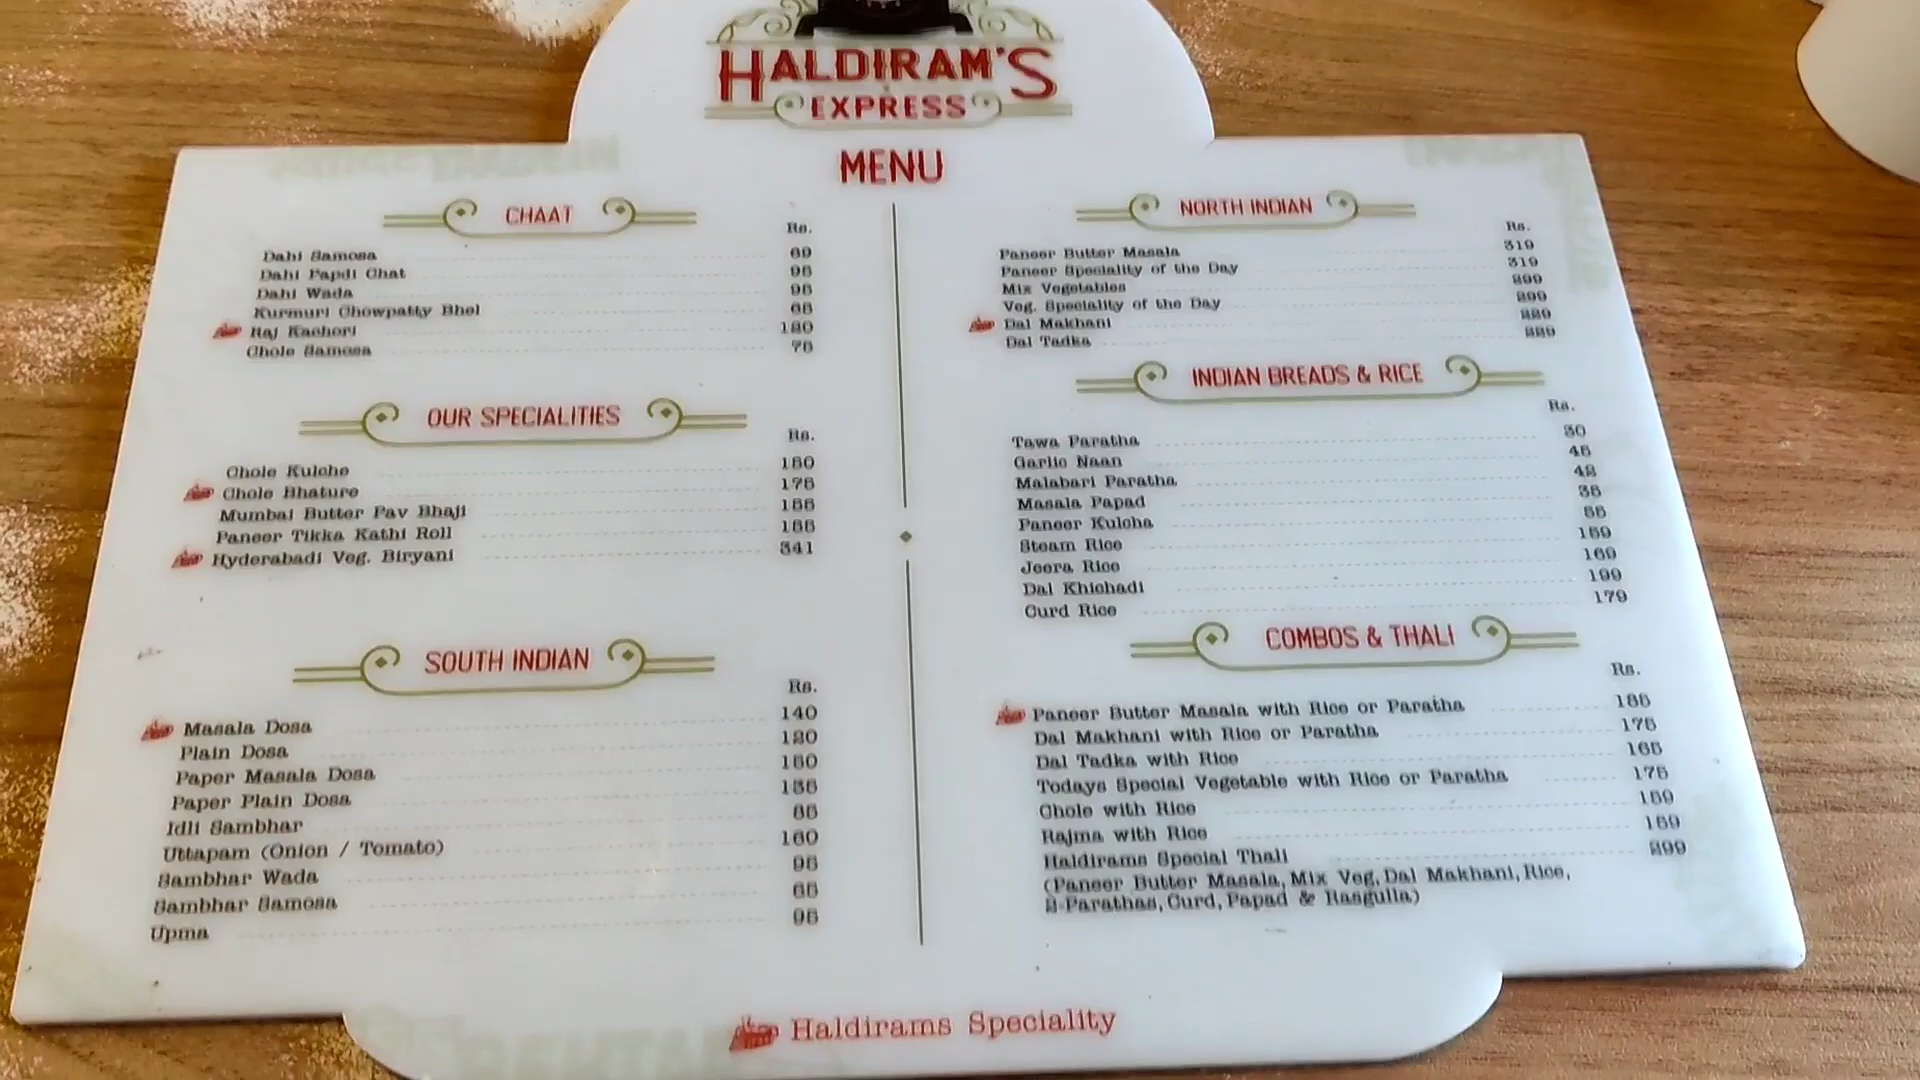 HALDIRAM'S
EXPRESS
MENU
CHAAT
Rs.
Dahi Samosa 69
Dahi Papdi Chat 95
Dahi Wada 95
Kurmuri Chowpatty Bhel 65
Raj Kachori 120
Chole Samosa 75
OUR SPECIALITIES
Rs.
Chole Kulche 150
Chole Bhature 175
Mumbai Butter Pav Bhaji 155
Paneer Tikka Kathi Roll 155
Hyderabadi Veg. Biryani 341
SOUTH INDIAN
Rs.
Masala Dosa 140
Plain Dosa 120
Paper Masala Dosa 150
Paper Plain Dosa 135
Idli Sambhar 85
Uttapam (Onion / Tomato) 160
Sambhar Wada 95
Sambhar Samosa 65
Upma 95
NORTH INDIAN
Rs.
Paneer Butter Masala 319
Paneer Speciality of the Day 319
Mix Vegetables 299
Veg. Speciality of the Day 299
Dal Makhani 229
Dal Tadka 229
INDIAN BREADS & RICE
Rs.
Tawa Paratha 30
Garlic Naan 45
Malabari Paratha 42
Masala Papad 35
Paneer Kulcha 55
Steam Rice 159
Jeera Rice 169
Dal Khichadi 199
Curd Rice 179
COMBOS & THALI
Rs.
Paneer Butter Masala with Rice or Paratha 185
Dal Makhani with Rice or Paratha 175
Dal Tadka with Rice 165
Todays Special Vegetable with Rice or Paratha 175
Chole with Rice 159
Rajma with Rice 159
Haldirams Special Thali 299
(Paneer Butter Masala, Mix Veg, Dal Makhani, Rice,
2-Parathas, Curd, Papad & Rasgulla)
Haldirams Speciality